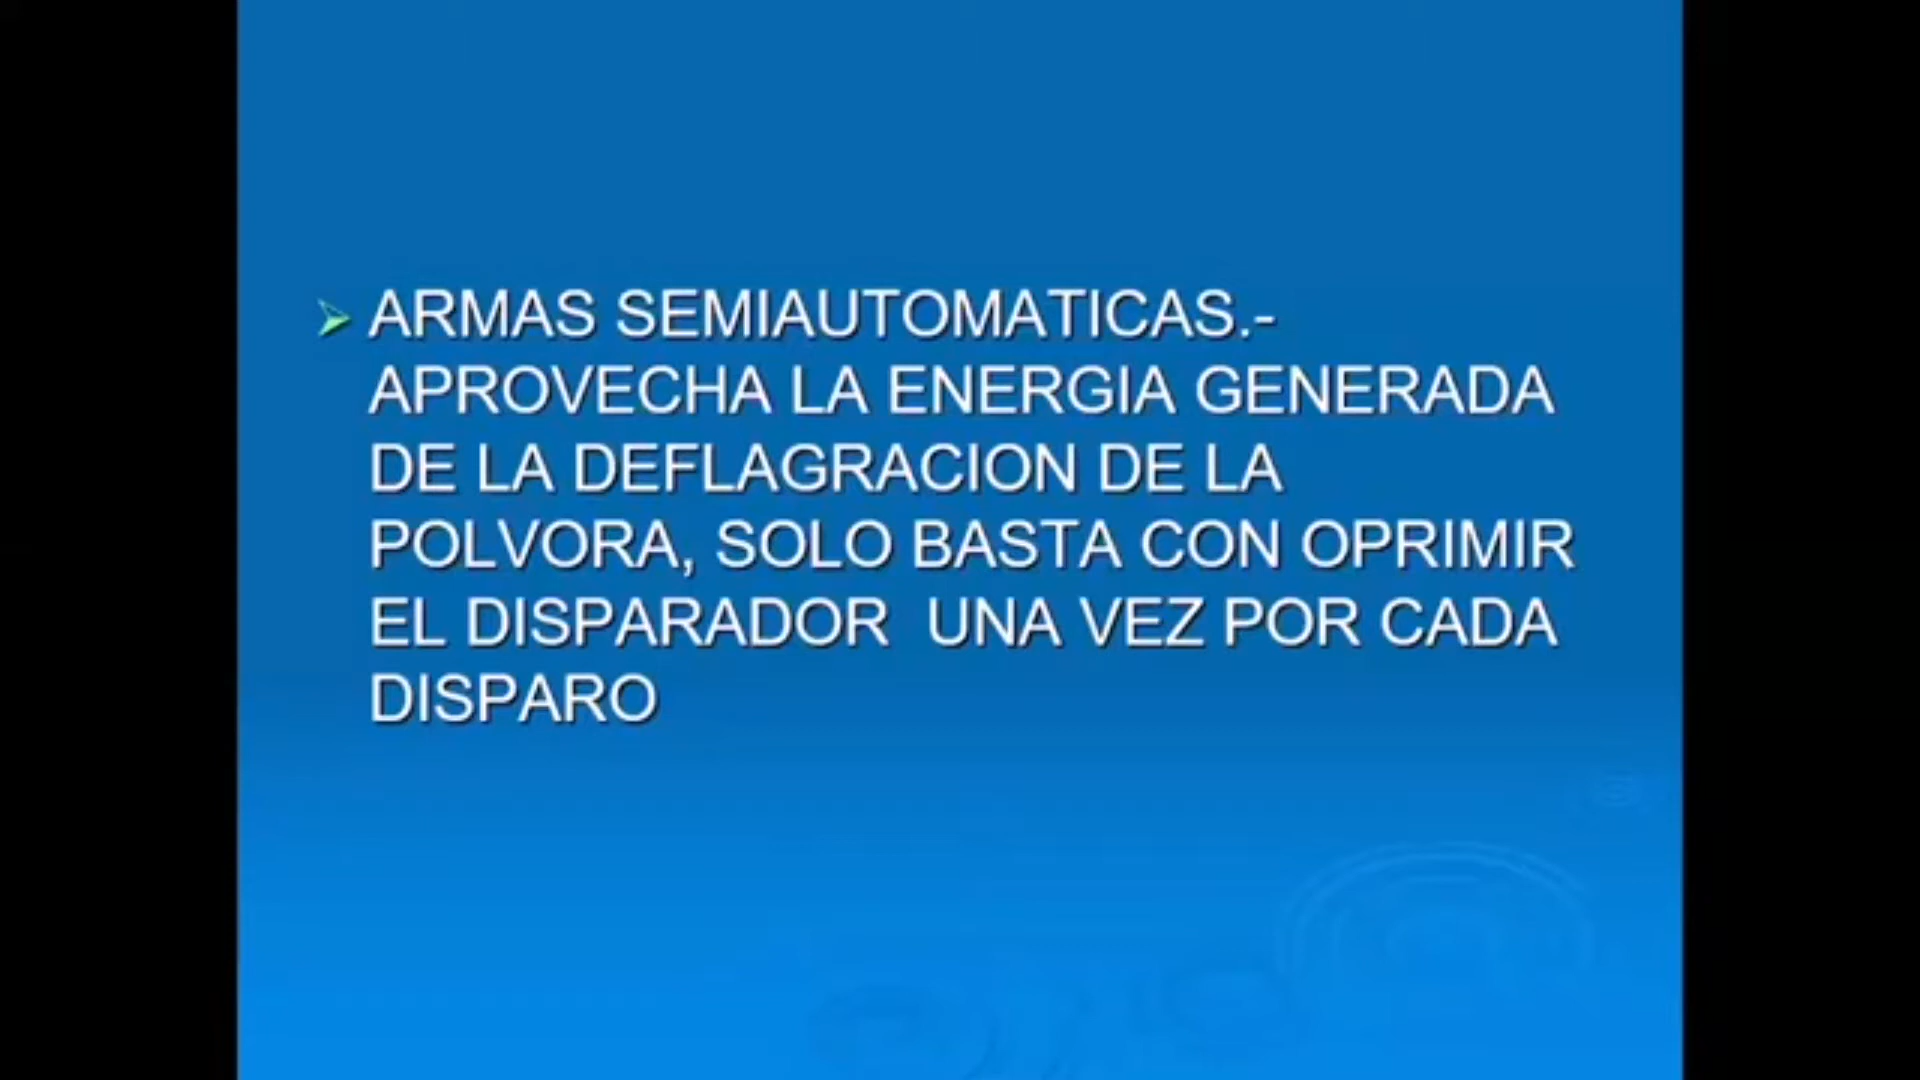 ARMAS SEMIAUTOMATICAS.-
APROVECHA LA ENERGIA GENERADA
DE LA DEFLAGRACION DE LA
POLVORA, SOLO BASTA CON OPRIMIR
EL DISPARADOR  UNA VEZ POR CADA
DISPARO